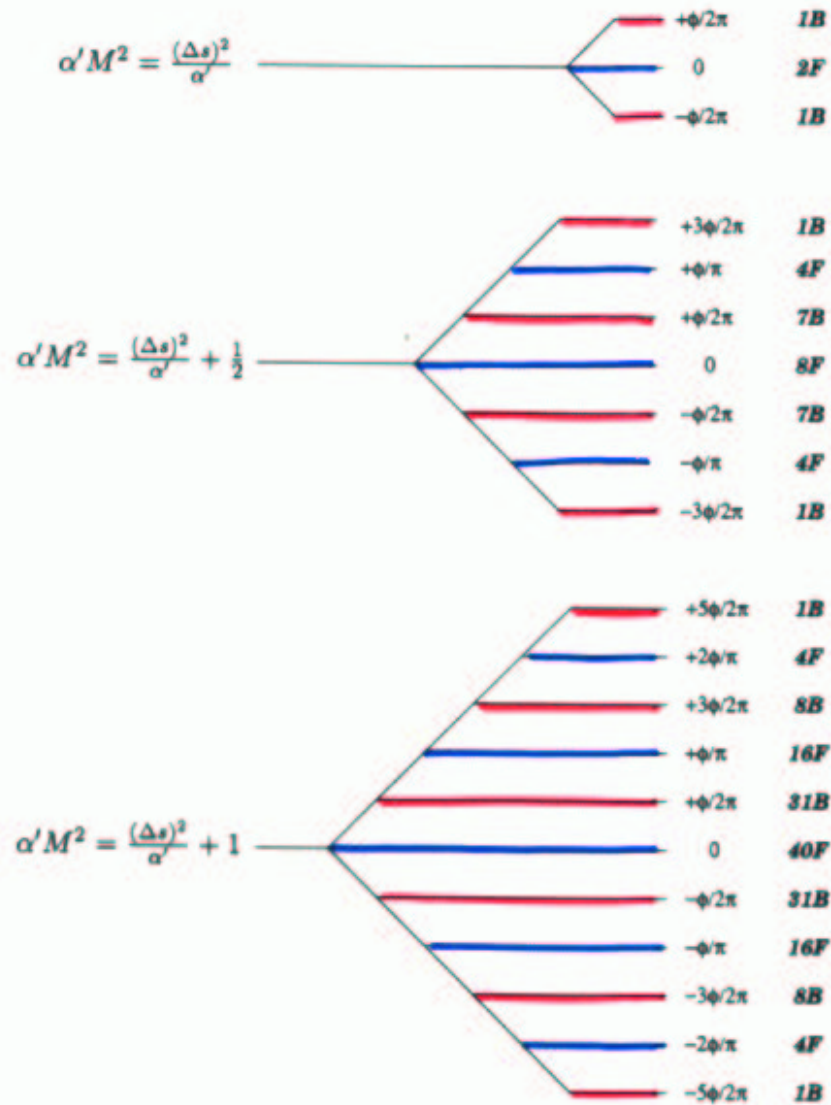 +ϕ/2π 1B
α′M² = (Δs)²/α′ 0 2F
−ϕ/2π 1B
+3ϕ/2π 1B
+ϕ/π 4F
+ϕ/2π 7B
α′M² = (Δs)²/α′ + 1/2 0 8F
−ϕ/2π 7B
−ϕ/π 4F
−3ϕ/2π 1B
+5ϕ/2π 1B
+2ϕ/π 4F
+3ϕ/2π 8B
+ϕ/π 16F
+ϕ/2π 31B
α′M² = (Δs)²/α′ + 1 0 40F
−ϕ/2π 31B
−ϕ/π 16F
−3ϕ/2π 8B
−2ϕ/π 4F
−5ϕ/2π 1B